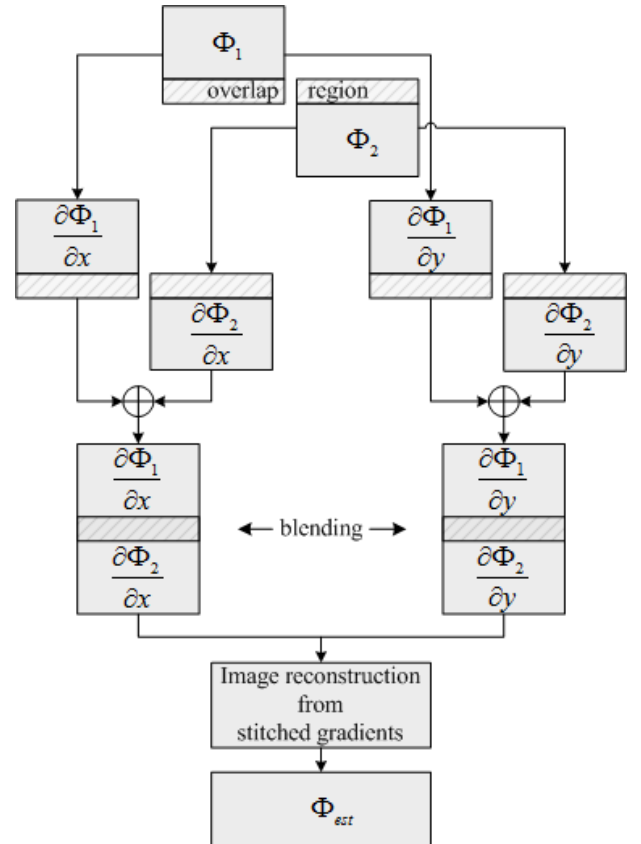 Φ₁
overlap region
Φ₂
∂Φ₁/∂x
∂Φ₁/∂y
∂Φ₂/∂x
∂Φ₂/∂y
∂Φ₁/∂x
∂Φ₁/∂y
blending
∂Φ₂/∂x
∂Φ₂/∂y
Image reconstruction
from
stitched gradients
Φest